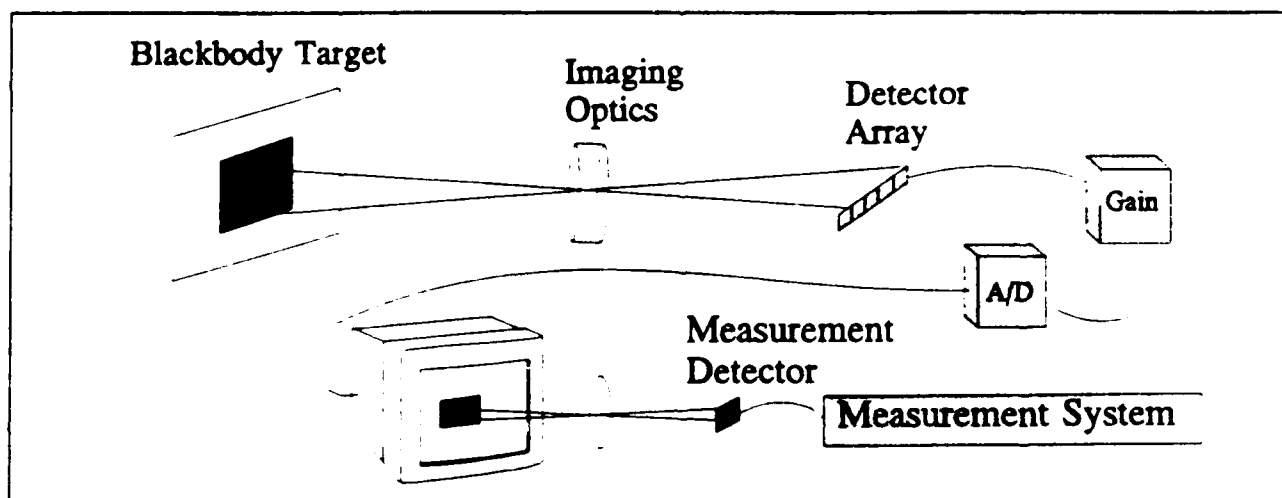 Blackbody Target
Imaging
Optics
Detector
Array
Gain
A/D
Measurement
Detector
Measurement System